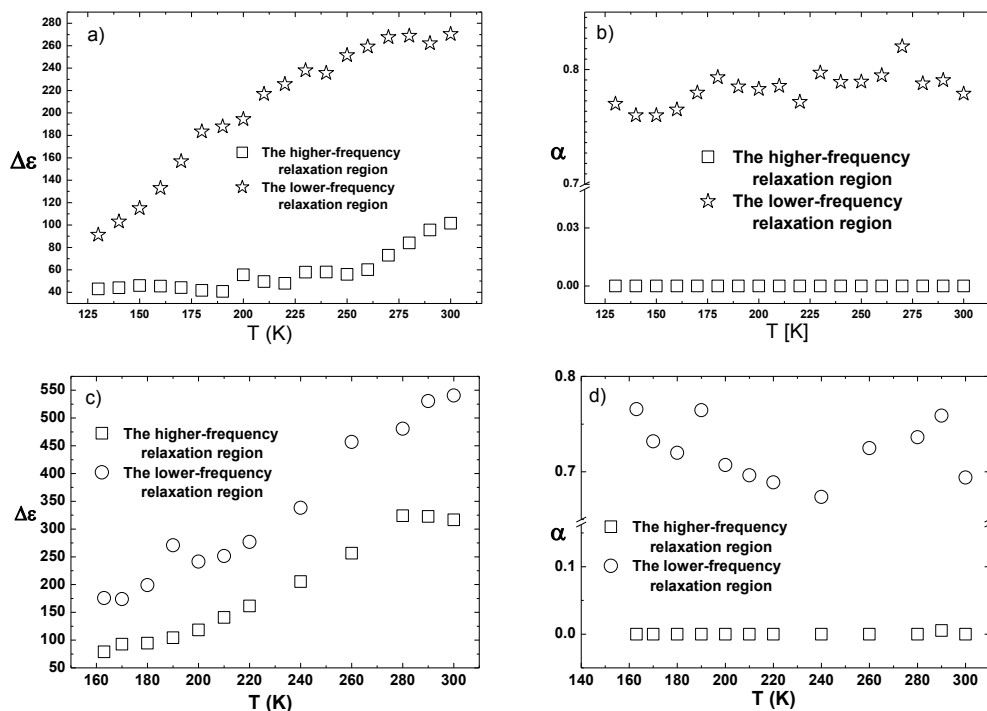 a)
280
260
240
220
200
180
160
140
120
100
80
60
40
Δε
The higher-frequency
relaxation region
The lower-frequency
relaxation region
125 150 175 200 225 250 275 300
T (K)
b)
0.8
α
0.7
0.03
0.00
The higher-frequency
relaxation region
The lower-frequency
relaxation region
125 150 175 200 225 250 275 300
T [K]
c)
550
500
450
400
350
300
250
200
150
100
50
Δε
The higher-frequency
relaxation region
The lower-frequency
relaxation region
160 180 200 220 240 260 280 300
T (K)
d)
0.8
0.7
α
0.1
0.0
The higher-frequency
relaxation region
The lower-frequency
relaxation region
140 160 180 200 220 240 260 280 300
T (K)